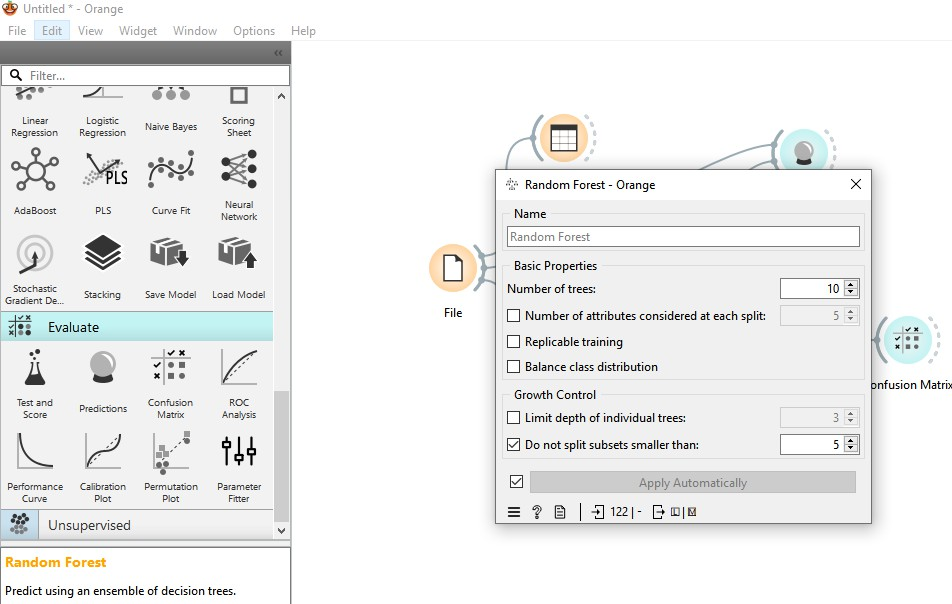 Untitled * - Orange
File Edit View Widget Window Options Help
«
Filter...
Linear Regression
Logistic Regression
Naive Bayes
Scoring Sheet
AdaBoost
PLS
PLS
Curve Fit
Neural Network
Stochastic Gradient De...
Stacking
Save Model
Load Model
Evaluate
Test and Score
Predictions
Confusion Matrix
ROC Analysis
Performance Curve
Calibration Plot
Permutation Plot
Parameter Fitter
Unsupervised
Random Forest
Predict using an ensemble of decision trees.
File
onfusion Matrix
Random Forest - Orange
Name
Random Forest
Basic Properties
Number of trees: 10
Number of attributes considered at each split: 5
Replicable training
Balance class distribution
Growth Control
Limit depth of individual trees: 3
Do not split subsets smaller than: 5
Apply Automatically
? 122 | - | M